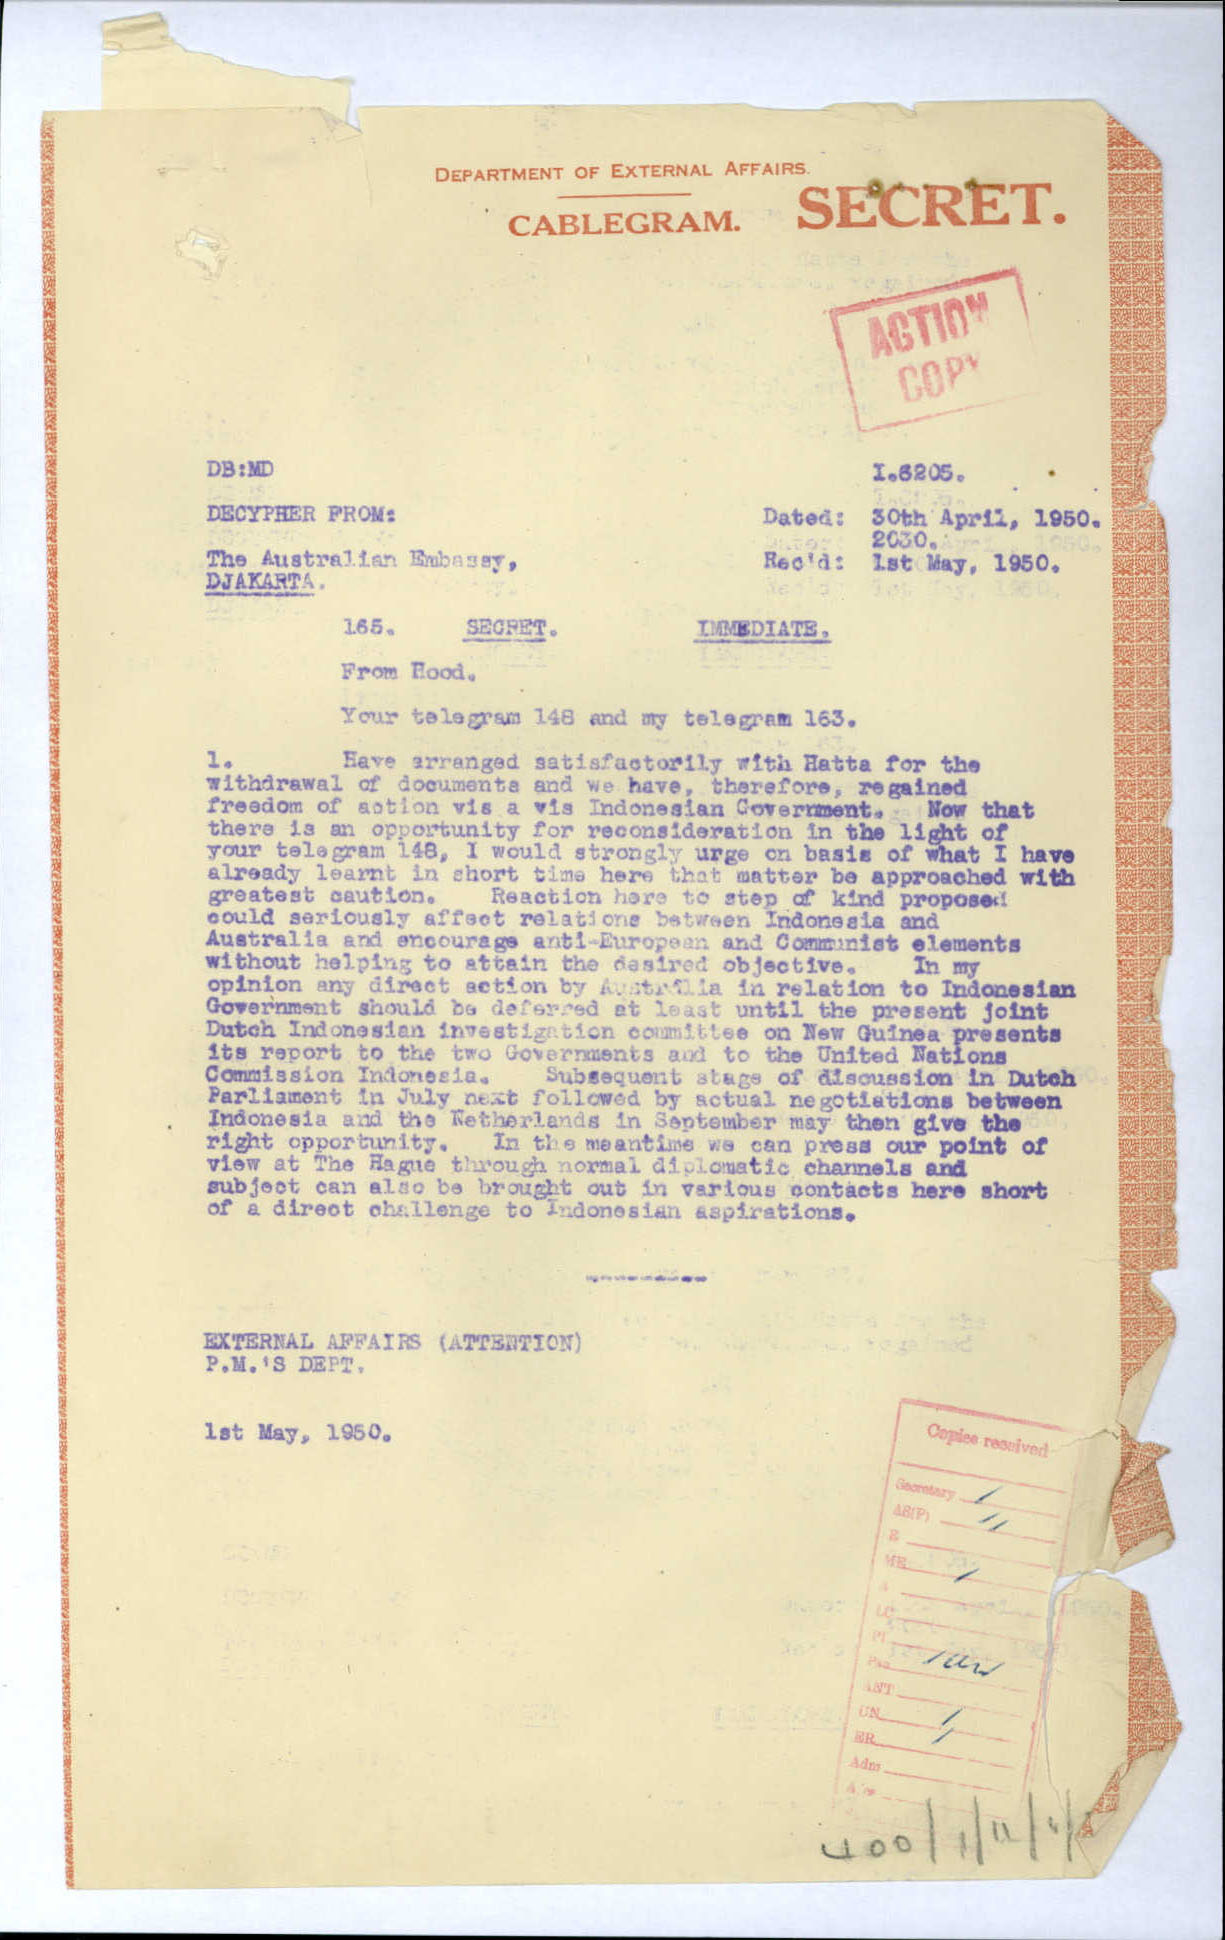 DEPARTMENT OF EXTERNAL AFFAIRS.
CABLEGRAM.
SECRET.
ACTION
COPY
DB:MD
I.6205.
DECYPHER FROM:
Dated: 30th April, 1950.
2030.
The Australian Embassy,
Rec'd: 1st May, 1950.
DJAKARTA.
165. SECRET. IMMEDIATE.
From Hood.
Your telegram 148 and my telegram 163.
1. Have arranged satisfactorily with Hatta for the
withdrawal of documents and we have, therefore, regained
freedom of action vis a vis Indonesian Government. Now that
there is an opportunity for reconsideration in the light of
your telegram 148, I would strongly urge on basis of what I have
already learnt in short time here that matter be approached with
greatest caution. Reaction here to step of kind proposed
could seriously affect relations between Indonesia and
Australia and encourage anti-European and Communist elements
without helping to attain the desired objective. In my
opinion any direct action by Australia in relation to Indonesian
Government should be deferred at least until the present joint
Dutch Indonesian investigation committee on New Guinea presents
its report to the two Governments and to the United Nations
Commission Indonesia. Subsequent stage of discussion in Dutch
Parliament in July next followed by actual negotiations between
Indonesia and the Netherlands in September may then give the
right opportunity. In the meantime we can press our point of
view at The Hague through normal diplomatic channels and
subject can also be brought out in various contacts here short
of a direct challenge to Indonesian aspirations.
EXTERNAL AFFAIRS (ATTENTION)
P.M.'S DEPT.
1st May, 1950.
Copies received
Secretary
AS(P)
E
ME
A
LC
PI
Pac
ANT
UN
ER
Adm
400/1/11/